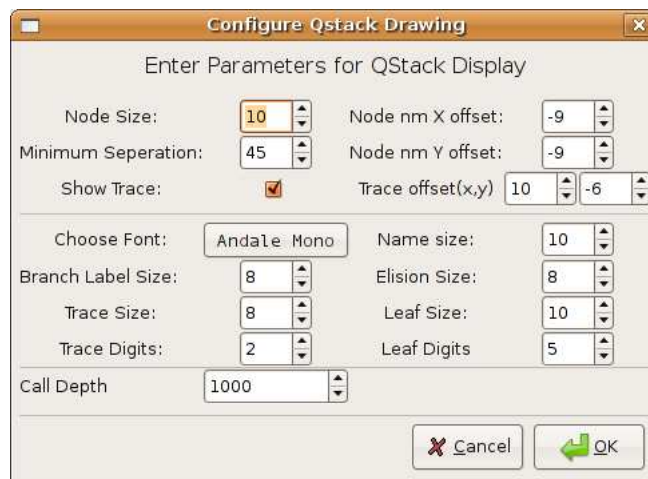 Configure Qstack Drawing
Enter Parameters for QStack Display
Node Size: 10 Node nm X offset: -9
Minimum Seperation: 45 Node nm Y offset: -9
Show Trace: Trace offset(x,y) 10 -6
Choose Font: Andale Mono Name size: 10
Branch Label Size: 8 Elision Size: 8
Trace Size: 8 Leaf Size: 10
Trace Digits: 2 Leaf Digits 5
Call Depth 1000
Cancel OK